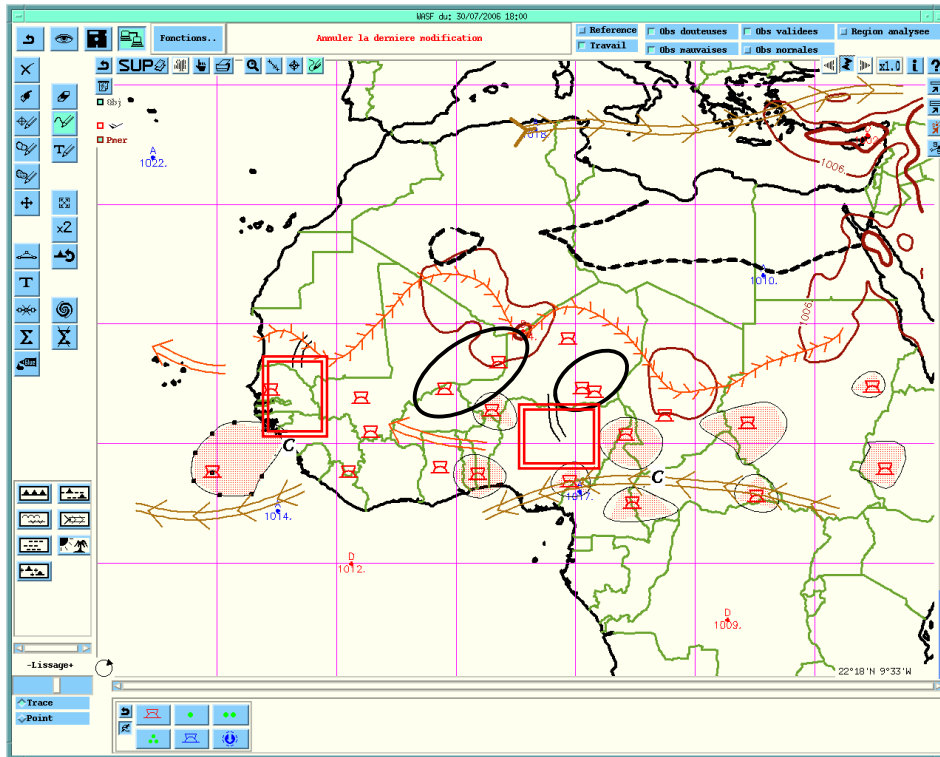 WASF du: 30/07/2006 18:00
Fonctions..
Annuler la derniere modification
Reference
Travail
Obs douteuses
Obs mauvaises
Obs validees
Obs normales
Region analysee
SUP
x1.0
i
?
Obj
Pmer
x2
T
T
Σ
Σ
A
1022.
1018.
1006.
A
1010.
1006.
C
C
A
1014.
A
1012.
D
1012.
D
1009.
22°18'N 9°33'W
-Lissage+
Trace
Point